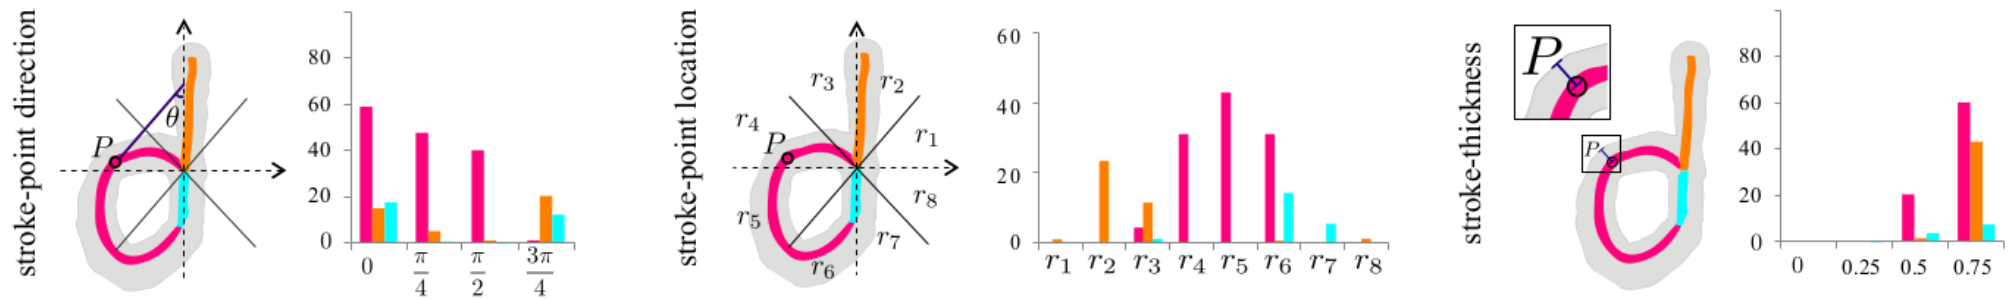 stroke-point direction
P
θ
80
60
40
20
0
0 π/4 π/2 3π/4
stroke-point location
r₃ r₂
r₄ P r₁
r₅ r₈
r₆ r₇
60
40
20
0
r₁ r₂ r₃ r₄ r₅ r₆ r₇ r₈
stroke-thickness
P
P
80
60
40
20
0
0 0.25 0.5 0.75